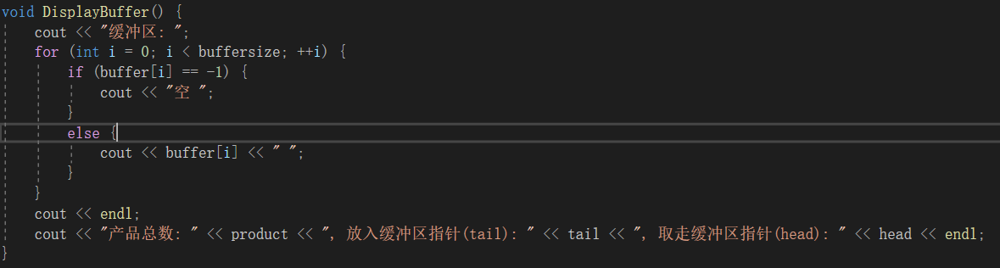 void DisplayBuffer() {
cout << "缓冲区: ";
for (int i = 0; i < buffersize; ++i) {
if (buffer[i] == -1) {
cout << "空 ";
}
else {
cout << buffer[i] << " ";
}
}
cout << endl;
cout << "产品总数: " << product << ", 放入缓冲区指针(tail): " << tail << ", 取走缓冲区指针(head): " << head << endl;
}